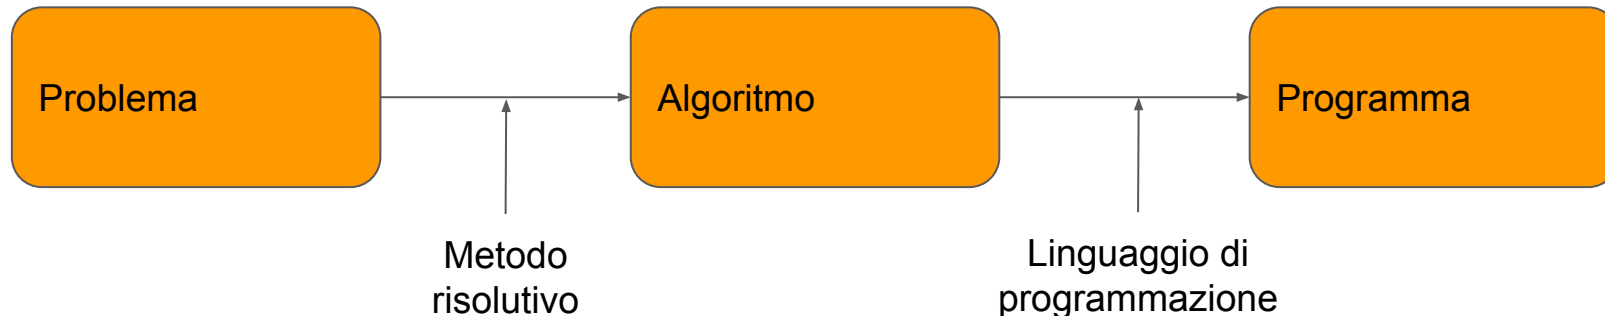 Problema
Algoritmo
Programma
Metodo
risolutivo
Linguaggio di
programmazione